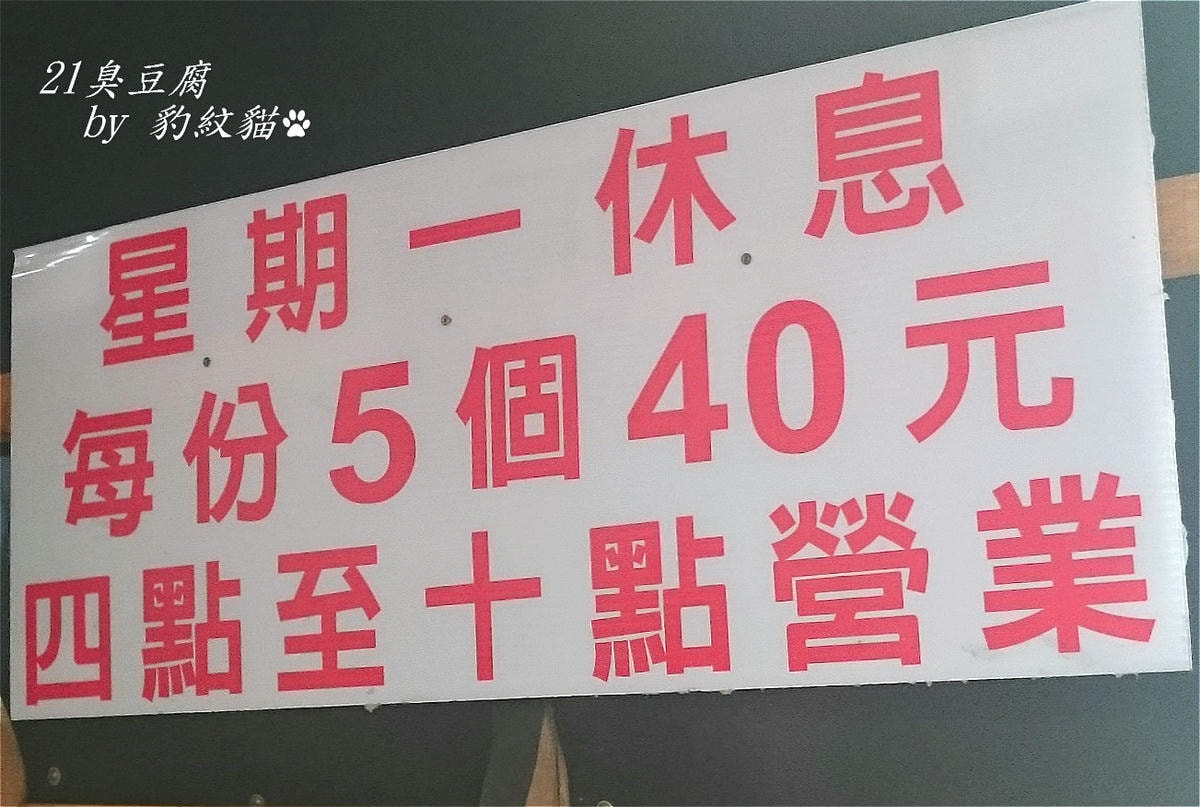 21臭豆腐
by 豹紋貓
星期一休息
每份5個40元
四點至十點營業